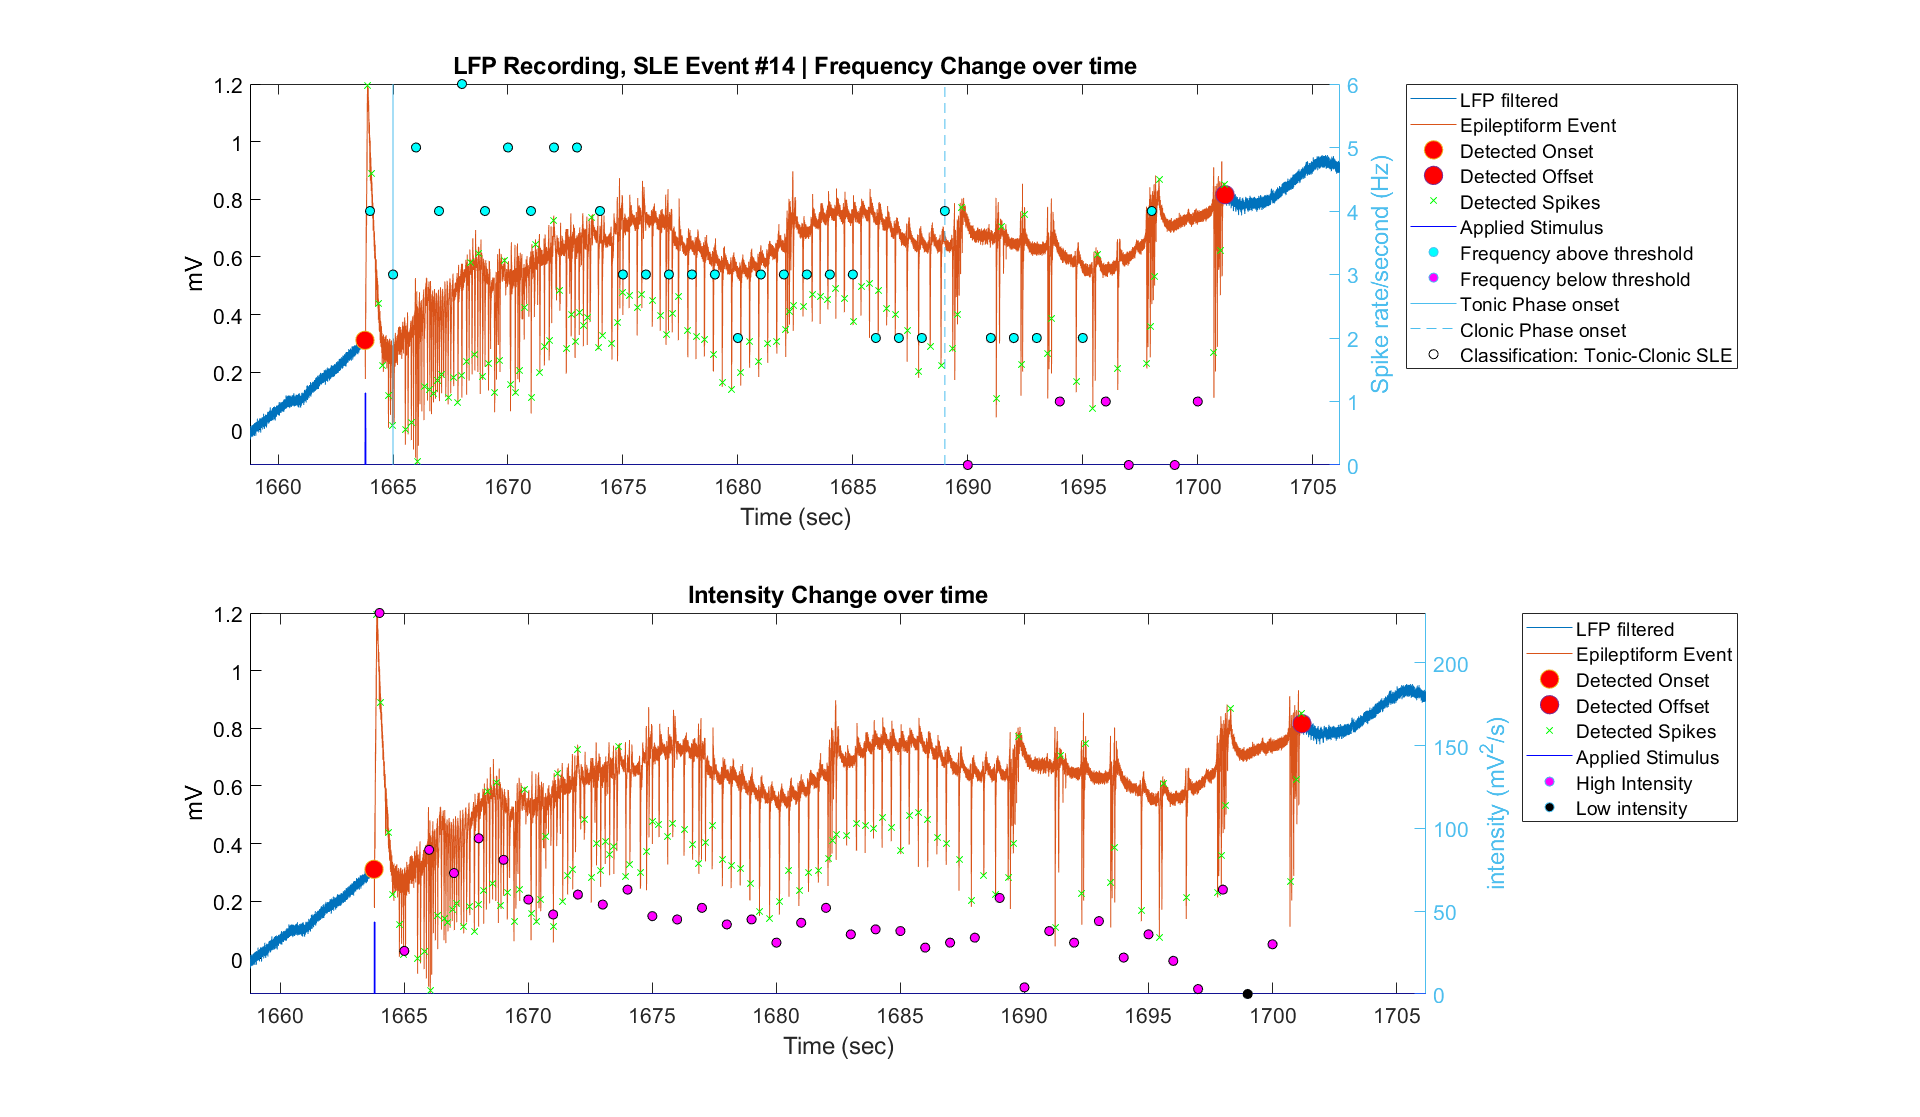 LFP Recording, SLE Event #14 | Frequency Change over time
1.2
1
0.8
0.6
0.4
0.2
0
mV
6
5
4
3
2
1
0
Spike rate/second (Hz)
1660 1665 1670 1675 1680 1685 1690 1695 1700 1705
Time (sec)
LFP filtered
Epileptiform Event
Detected Onset
Detected Offset
Detected Spikes
Applied Stimulus
Frequency above threshold
Frequency below threshold
Tonic Phase onset
Clonic Phase onset
Classification: Tonic-Clonic SLE
Intensity Change over time
1.2
1
0.8
0.6
0.4
0.2
0
mV
200
150
100
50
0
intensity (mV²/s)
1660 1665 1670 1675 1680 1685 1690 1695 1700 1705
Time (sec)
LFP filtered
Epileptiform Event
Detected Onset
Detected Offset
Detected Spikes
Applied Stimulus
High Intensity
Low intensity